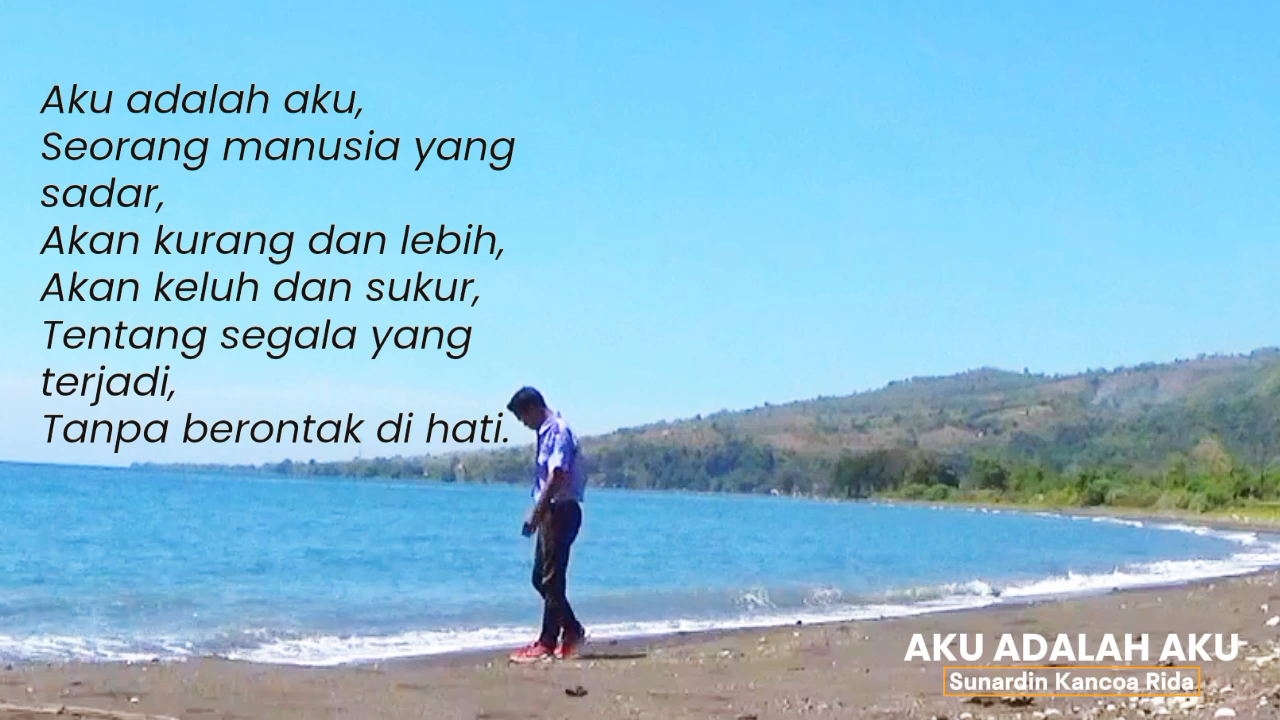 Aku adalah aku,
Seorang manusia yang
sadar,
Akan kurang dan lebih,
Akan keluh dan sukur,
Tentang segala yang
terjadi,
Tanpa berontak di hati.
AKU ADALAH AKU
Sunardin Kancoa Rida